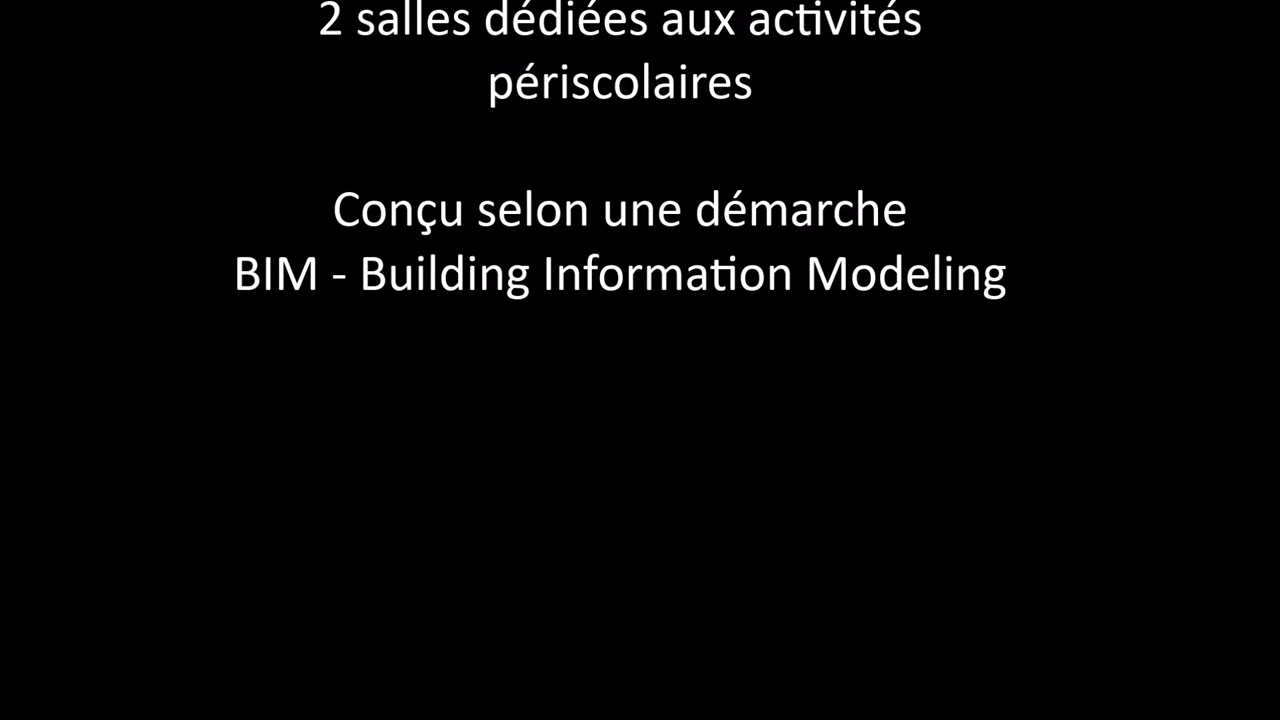 2 salles dédiées aux activités
périscolaires
Conçu selon une démarche
BIM - Building Information Modeling